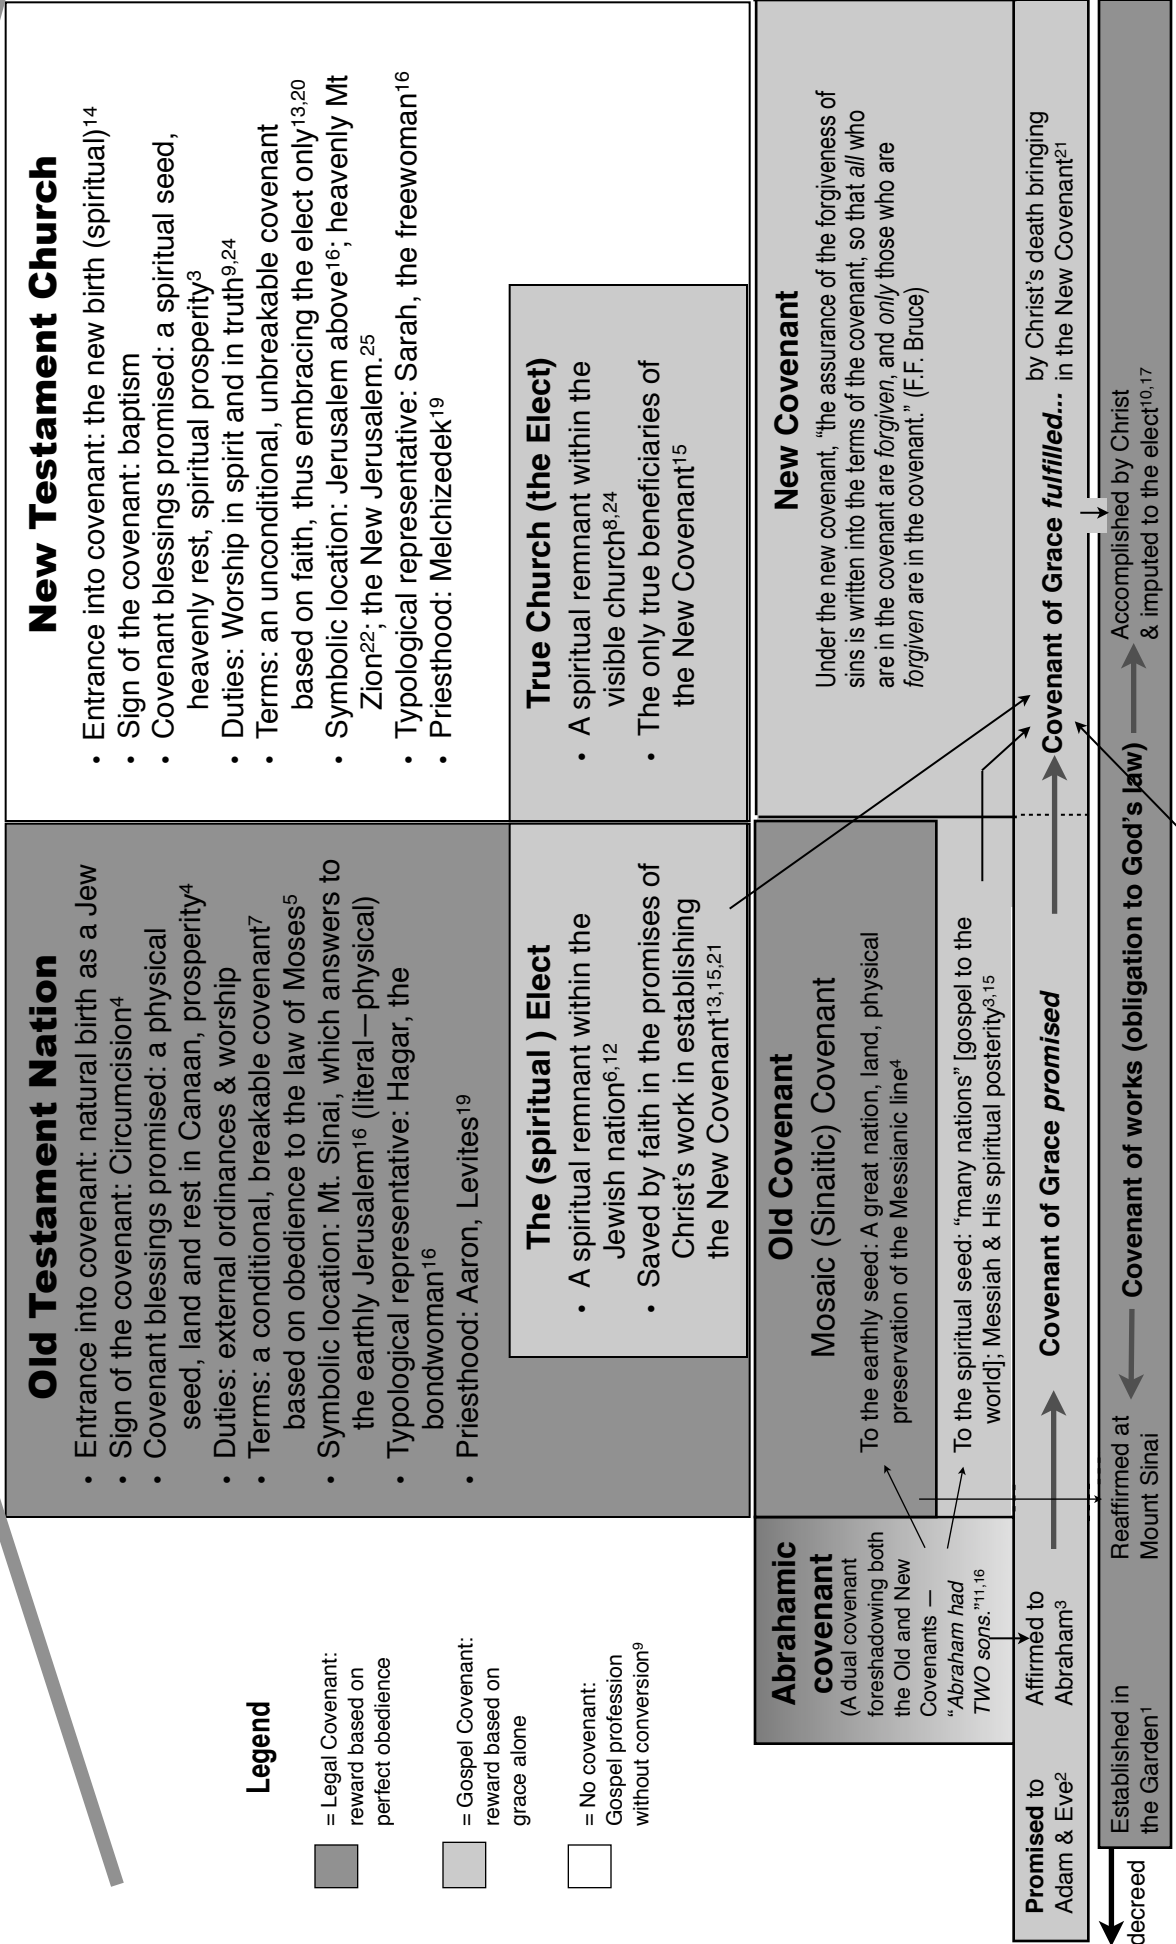 Old Testament Nation
• Entrance into covenant: natural birth as a Jew
• Sign of the covenant: Circumcision4
• Covenant blessings promised: a physical
seed, land and rest in Canaan, prosperity4
• Duties: external ordinances & worship
• Terms: a conditional, breakable covenant7
based on obedience to the law of Moses5
• Symbolic location: Mt. Sinai, which answers to
the earthly Jerusalem16 (literal—physical)
• Typological representative: Hagar, the
bondwoman16
• Priesthood: Aaron, Levites19
The (spiritual ) Elect
• A spiritual remnant within the
Jewish nation6,12
• Saved by faith in the promises of
Christ's work in establishing
the New Covenant13,15,21
New Testament Church
• Entrance into covenant: the new birth (spiritual)14
• Sign of the covenant: baptism
• Covenant blessings promised: a spiritual seed,
heavenly rest, spiritual prosperity3
• Duties: Worship in spirit and in truth9,24
• Terms: an unconditional, unbreakable covenant
based on faith, thus embracing the elect only13,20
• Symbolic location: Jerusalem above16; heavenly Mt
Zion22; the New Jerusalem.25
• Typological representative: Sarah, the freewoman16
• Priesthood: Melchizedek19
True Church (the Elect)
• A spiritual remnant within the
visible church8,24
• The only true beneficiaries of
the New Covenant15
Legend
= Legal Covenant:
reward based on
perfect obedience
= Gospel Covenant:
reward based on
grace alone
= No covenant:
Gospel profession
without conversion9
Abrahamic
covenant
(A dual covenant
foreshadowing both
the Old and New
Covenants —
"Abraham had
TWO sons."11,16
Old Covenant
Mosaic (Sinaitic) Covenant
To the earthly seed: A great nation, land, physical
preservation of the Messianic line4
To the spiritual seed: "many nations" [gospel to the
world]; Messiah & His spiritual posterity3,15
New Covenant
Under the new covenant, "the assurance of the forgiveness of
sins is written into the terms of the covenant, so that all who
are in the covenant are forgiven, and only those who are
forgiven are in the covenant." (F.F. Bruce)
Promised to
Adam & Eve2
Affirmed to
Abraham3
Covenant of Grace promised
Covenant of Grace fulfilled...
by Christ's death bringing
in the New Covenant21
decreed
Established in
the Garden1
Reaffirmed at
Mount Sinai
Covenant of works (obligation to God's law)
Accomplished by Christ
& imputed to the elect10,17